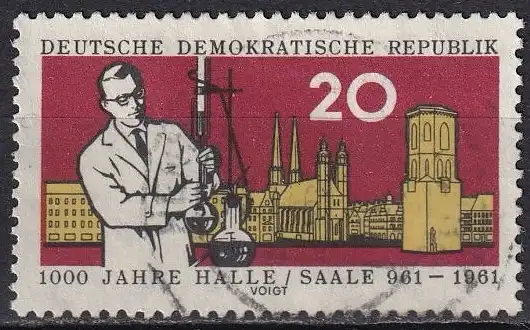 DEUTSCHE DEMOKRATISCHE REPUBLIK
20
1000 JAHRE HALLE / SAALE 961 – 1961
VOIGT